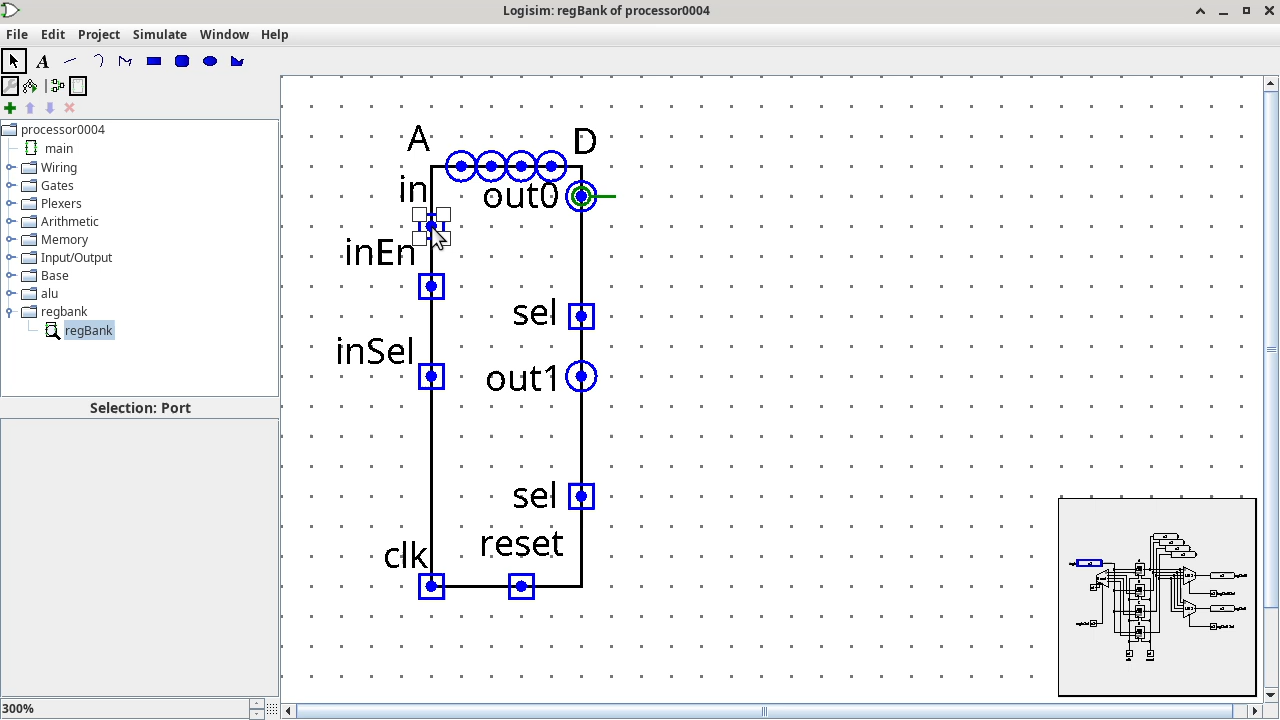 Logisim: regBank of processor0004
File Edit Project Simulate Window Help
A
processor0004
main
Wiring
Gates
Plexers
Arithmetic
Memory
Input/Output
Base
alu
regbank
regBank
Selection: Port
300%
A D
in out0
inEn
sel
inSel
out1
sel
reset
clk